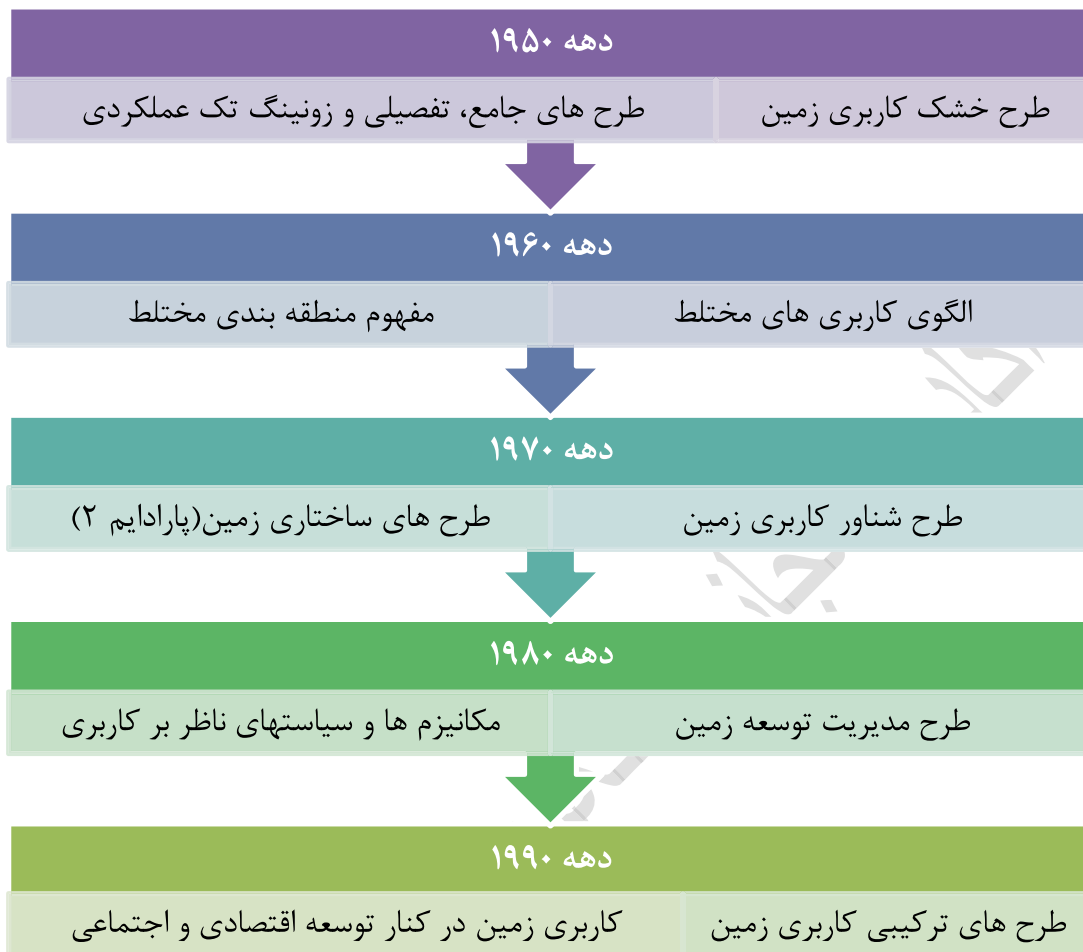 دهه ۱۹۵۰
طرح خشک کاربری زمین
طرح های جامع، تفصیلی و زونینگ تک عملکردی
دهه ۱۹۶۰
الگوی کاربری های مختلط
مفهوم منطقه بندی مختلط
دهه ۱۹۷۰
طرح شناور کاربری زمین
طرح های ساختاری زمین(پارادایم ۲)
دهه ۱۹۸۰
طرح مدیریت توسعه زمین
مکانیزم ها و سیاستهای ناظر بر کاربری
دهه ۱۹۹۰
طرح های ترکیبی کاربری زمین
کاربری زمین در کنار توسعه اقتصادی و اجتماعی